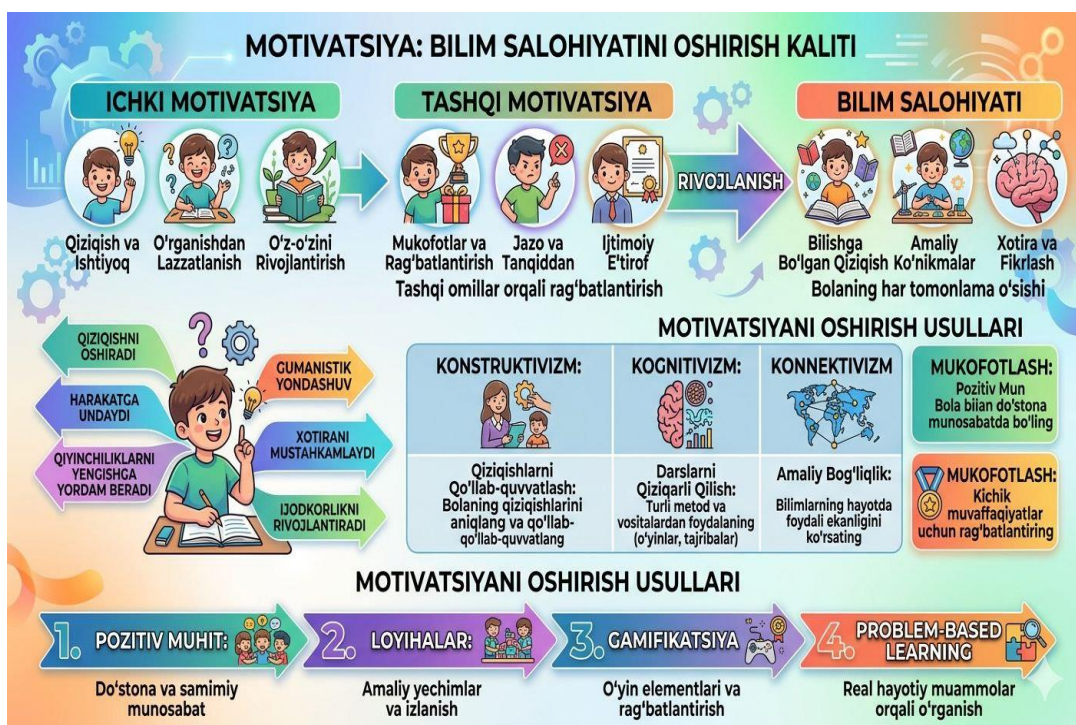 MOTIVATSIYA: BILIM SALOHIYATINI OSHIRISH KALITI
ICHKI MOTIVATSIYA
Qiziqish va
Ishtiyoq
O'rganishdan
Lazzatlanish
O'z-o'zini
Rivojlantirish
TASHQI MOTIVATSIYA
Mukofotlar va
Rag'batlantirish
Jazo va
Tanqiddan
Ijtimoiy
E'tirof
Tashqi omillar orqali rag'batlantirish
RIVOJLANISH
BILIM SALOHIYATI
Bilishga
Bo'lgan Qiziqish
Amaliy
Ko'nikmalar
Xotira va
Fikrlash
Bolaning har tomonlama o'sishi
QIZIQISHNI
OSHIRADI
HARAKATGA
UNDAYDI
QIYINCHILIKLARNI
YENGISHGA
YORDAM BERADI
GUMANISTIK
YONDASHUV
XOTIRANI
MUSTAHKAMLAYDI
IJODKORLIKNI
RIVOJLANTIRADI
MOTIVATSIYANI OSHIRISH USULLARI
KONSTRUKTIVIZM:
Qiziqishlarni
Qo'llab-quvvatlash:
Bolaning qiziqishlarini
aniqlang va qo'llab-
qo'llab-quvvatlang
KOGNITIVIZM:
Darslarni
Qiziqarli Qilish:
Turli metod va
vositalardan foydalaning
(o'yinlar, tajribalar)
KONNEKTIVIZM
Amaliy Bog'liqlik:
Bilimlarning hayotda
foydali ekanligini
ko'rsating
MUKOFOTLASH:
Pozitiv Mun
Bola biian do'stona
munosabatda bo'ling
MUKOFOTLASH:
Kichik
muvaffaqiyatlar
uchun rag'batlantiring
MOTIVATSIYANI OSHIRISH USULLARI
1. POZITIV MUHIT:
Do'stona va samimiy
munosabat
2. LOYIHALAR:
Amaliy yechimlar
va izlanish
3. GAMIFIKATSIYA
O'yin elementlari va
rag'batlantirish
4. PROBLEM-BASED
LEARNING
Real hayotiy muammolar
orqali o'rganish